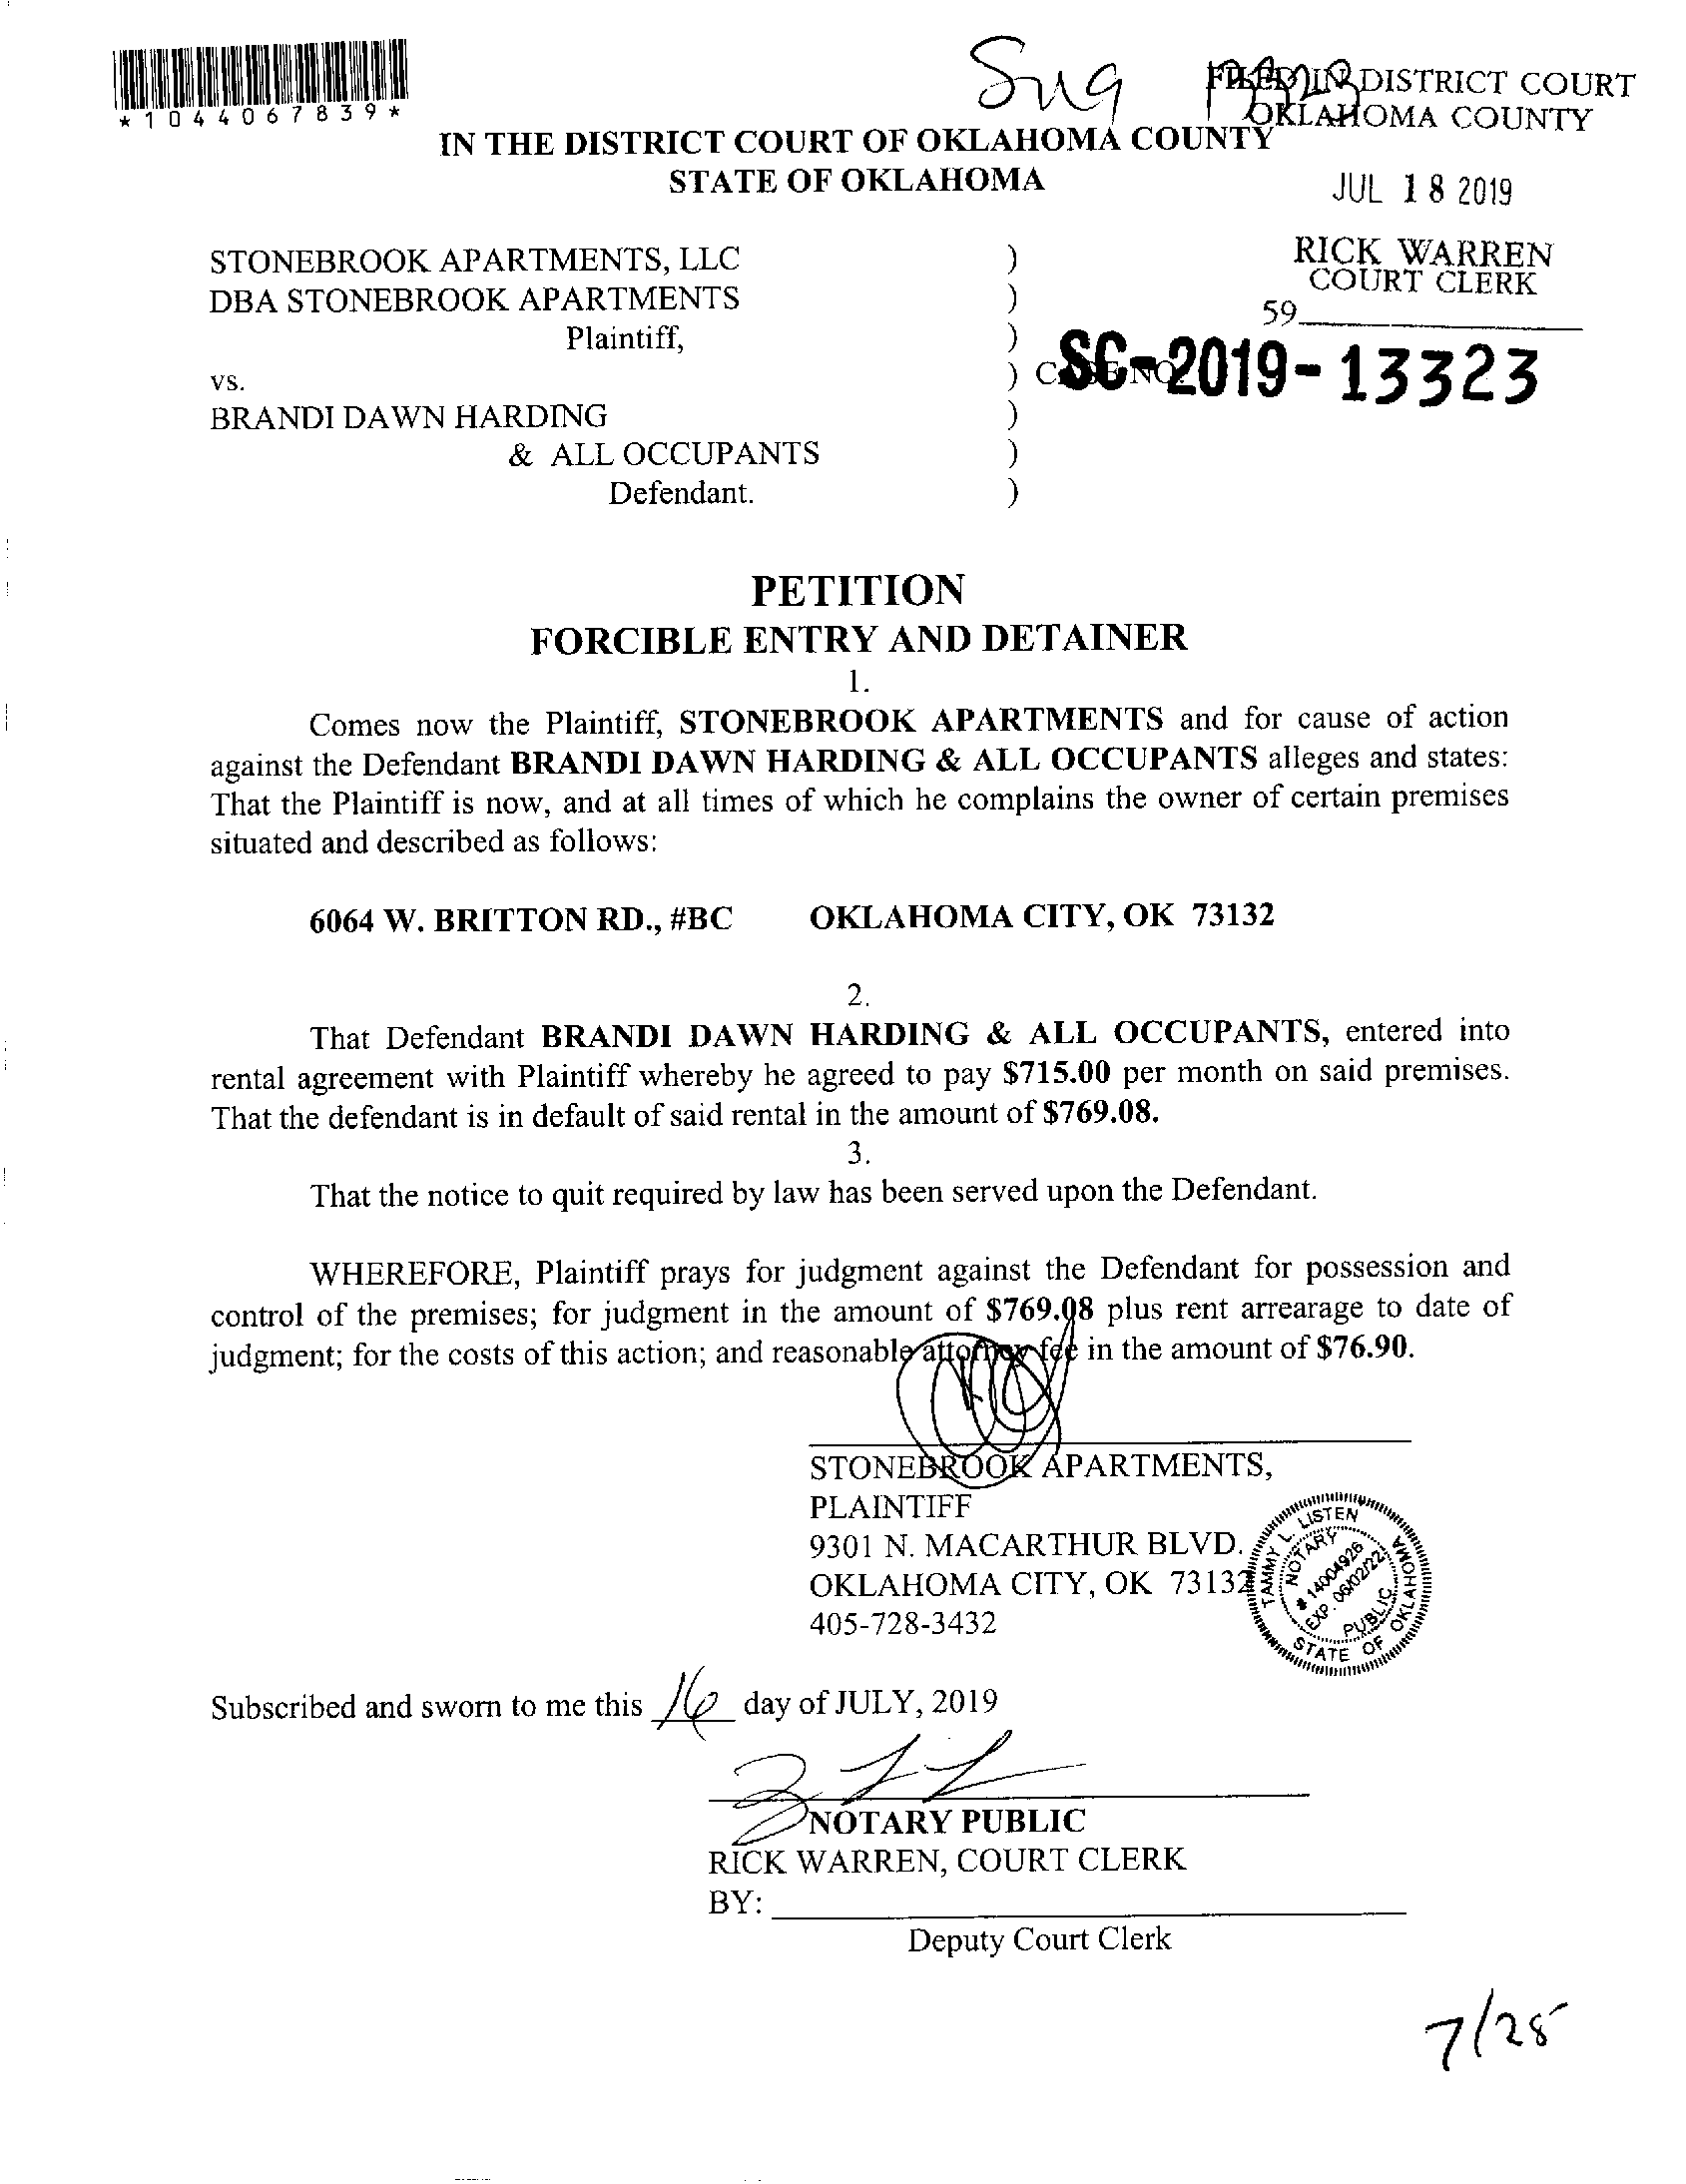 *1044067839*
FILED IN DISTRICT COURT
OKLAHOMA COUNTY
IN THE DISTRICT COURT OF OKLAHOMA COUNTY
STATE OF OKLAHOMA
JUL 18 2019
RICK WARREN
COURT CLERK
59
STONEBROOK APARTMENTS, LLC )
DBA STONEBROOK APARTMENTS )
Plaintiff, )
vs. ) CASE NO. SC-2019-13323
BRANDI DAWN HARDING )
& ALL OCCUPANTS )
Defendant. )
PETITION
FORCIBLE ENTRY AND DETAINER
1.
Comes now the Plaintiff, STONEBROOK APARTMENTS and for cause of action
against the Defendant BRANDI DAWN HARDING & ALL OCCUPANTS alleges and states:
That the Plaintiff is now, and at all times of which he complains the owner of certain premises
situated and described as follows:
6064 W. BRITTON RD., #BC OKLAHOMA CITY, OK 73132
2.
That Defendant BRANDI DAWN HARDING & ALL OCCUPANTS, entered into
rental agreement with Plaintiff whereby he agreed to pay $715.00 per month on said premises.
That the defendant is in default of said rental in the amount of $769.08.
3.
That the notice to quit required by law has been served upon the Defendant.
WHEREFORE, Plaintiff prays for judgment against the Defendant for possession and
control of the premises; for judgment in the amount of $769.08 plus rent arrearage to date of
judgment; for the costs of this action; and reasonable attorney fee in the amount of $76.90.
STONEBROOK APARTMENTS,
PLAINTIFF
9301 N. MACARTHUR BLVD.
OKLAHOMA CITY, OK 73132
405-728-3432
TAMMY L. LISTEN
NOTARY
# 14004926
EXP. 06/02/22
PUBLIC
STATE OF OKLAHOMA
Subscribed and sworn to me this 16 day of JULY, 2019
NOTARY PUBLIC
RICK WARREN, COURT CLERK
BY:
Deputy Court Clerk